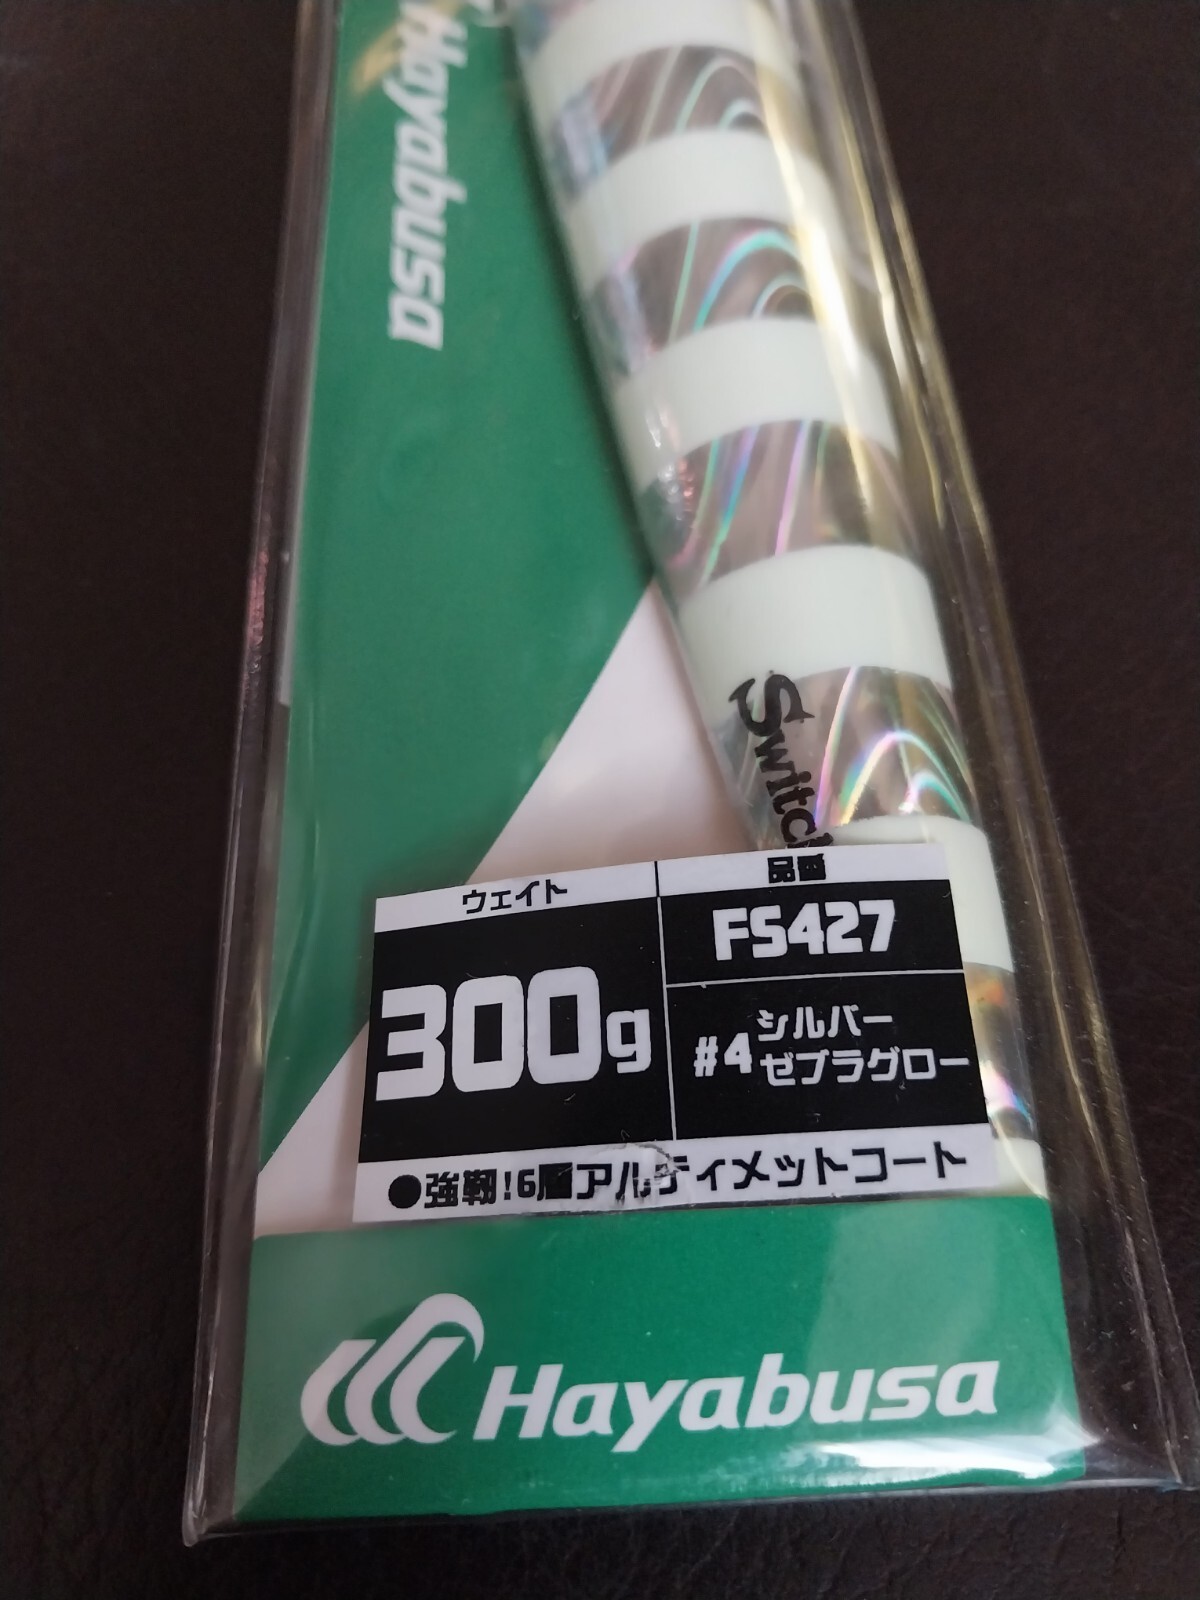 Hayabusa
Switch
ウェイト
品番
300g
FS427
#4 シルバー
ゼブラグロー
●強靭!6層アルティメットコート
Hayabusa